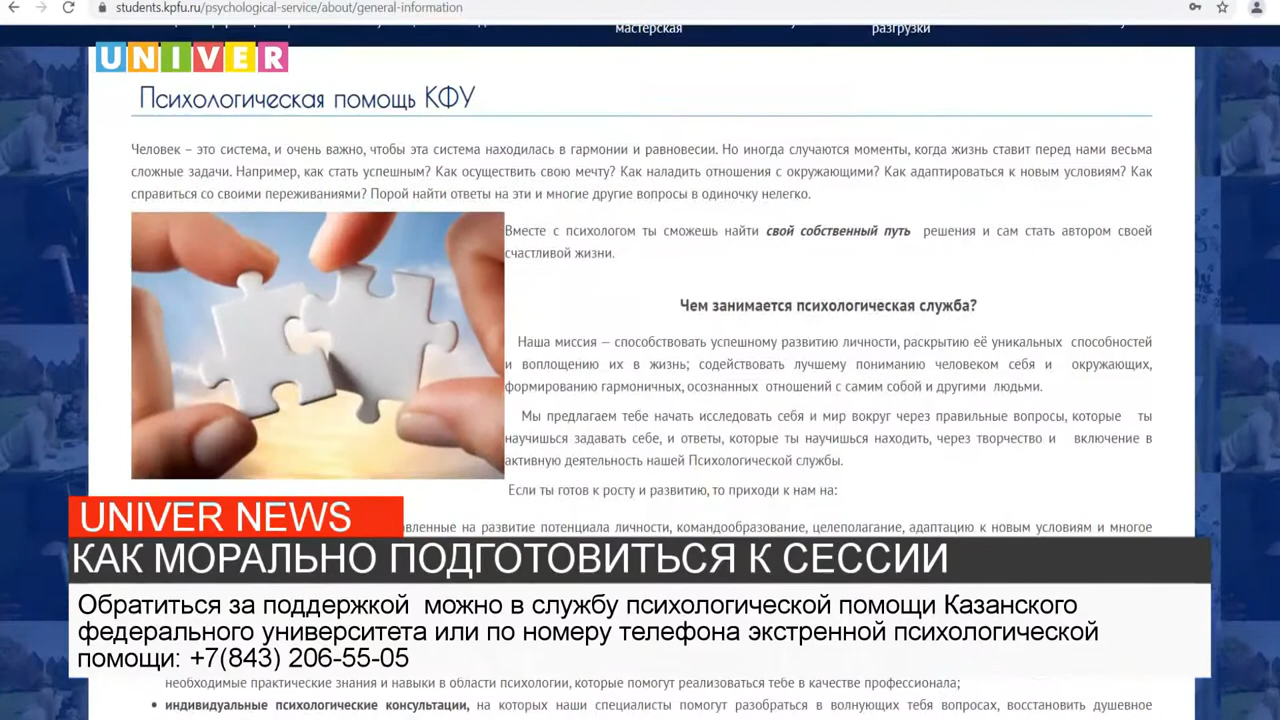 students.kpfu.ru/psychological-service/about/general-information
мастерская
разгрузки
UNIVER
Психологическая помощь КФУ
Человек – это система, и очень важно, чтобы эта система находилась в гармонии и равновесии. Но иногда случаются моменты, когда жизнь ставит перед нами весьма
сложные задачи. Например, как стать успешным? Как осуществить свою мечту? Как наладить отношения с окружающими? Как адаптироваться к новым условиям? Как
справиться со своими переживаниями? Порой найти ответы на эти и многие другие вопросы в одиночку нелегко.
Вместе с психологом ты сможешь найти свой собственный путь решения и сам стать автором своей
счастливой жизни.
Чем занимается психологическая служба?
Наша миссия — способствовать успешному развитию личности, раскрытию её уникальных способностей
и воплощению их в жизнь; содействовать лучшему пониманию человеком себя и окружающих,
формированию гармоничных, осознанных отношений с самим собой и другими людьми.
Мы предлагаем тебе начать исследовать себя и мир вокруг через правильные вопросы, которые ты
научишься задавать себе, и ответы, которые ты научишься находить, через творчество и включение в
активную деятельность нашей Психологической службы.
Если ты готов к росту и развитию, то приходи к нам на:
на развитие потенциала личности, командообразование, целеполагание, адаптацию к новым условиям и многое
UNIVER NEWS
КАК МОРАЛЬНО ПОДГОТОВИТЬСЯ К СЕССИИ
Обратиться за поддержкой можно в службу психологической помощи Казанского
федерального университета или по номеру телефона экстренной психологической
помощи: +7(843) 206-55-05
необходимые практические знания и навыки в области психологии, которые помогут реализоваться тебе в качестве профессионала;
• индивидуальные психологические консультации, на которых наши специалисты помогут разобраться в волнующих тебя вопросах, восстановить душевное